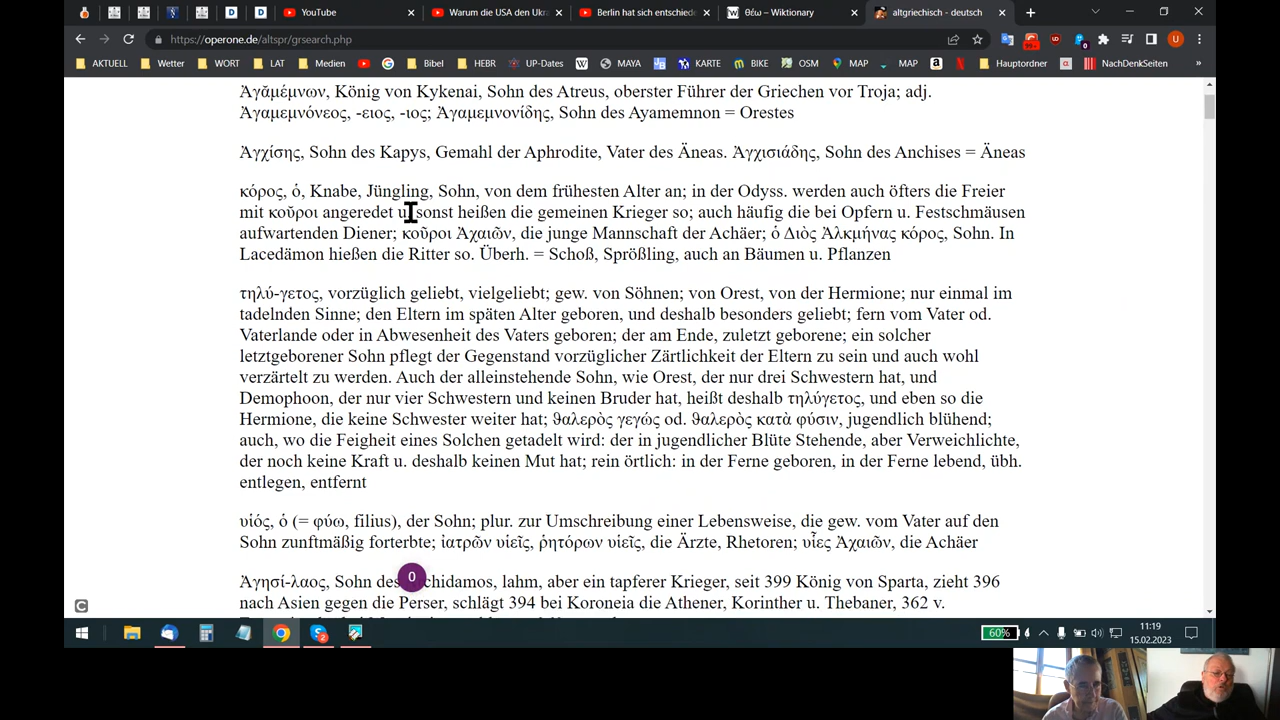 YouTube
Warum die USA den Ukra
Berlin hat sich entschiede
θέω – Wiktionary
altgriechisch - deutsch
https://operone.de/altspr/grsearch.php
AKTUELL
Wetter
WORT
LAT
Medien
Bibel
HEBR
UP-Dates
MAYA
KARTE
BIKE
OSM
MAP
MAP
Hauptordner
NachDenkSeiten
Ἀγᾰμέμνων, König von Kykenai, Sohn des Atreus, oberster Führer der Griechen vor Troja; adj.
Ἀγαμεμνόνεος, -ειος, -ιος; Ἀγαμεμνονίδης, Sohn des Ayamemnon = Orestes
Ἀγχίσης, Sohn des Kapys, Gemahl der Aphrodite, Vater des Äneas. Ἀγχισιάδης, Sohn des Anchises = Äneas
κόρος, ὁ, Knabe, Jüngling, Sohn, von dem frühesten Alter an; in der Odyss. werden auch öfters die Freier
mit κοῦροι angeredet u. sonst heißen die gemeinen Krieger so; auch häufig die bei Opfern u. Festschmäusen
aufwartenden Diener; κοῦροι Ἀχαιῶν, die junge Mannschaft der Achäer; ὁ Διὸς Ἀλκμήνας κόρος, Sohn. In
Lacedämon hießen die Ritter so. Überh. = Schoß, Sprößling, auch an Bäumen u. Pflanzen
τηλύ-γετος, vorzüglich geliebt, vielgeliebt; gew. von Söhnen; von Orest, von der Hermione; nur einmal im
tadelnden Sinne; den Eltern im späten Alter geboren, und deshalb besonders geliebt; fern vom Vater od.
Vaterlande oder in Abwesenheit des Vaters geboren; der am Ende, zuletzt geborene; ein solcher
letztgeborener Sohn pflegt der Gegenstand vorzüglicher Zärtlichkeit der Eltern zu sein und auch wohl
verzärtelt zu werden. Auch der alleinstehende Sohn, wie Orest, der nur drei Schwestern hat, und
Demophoon, der nur vier Schwestern und keinen Bruder hat, heißt deshalb τηλύγετος, und eben so die
Hermione, die keine Schwester weiter hat; ϑαλερὸς γεγώς od. ϑαλερὸς κατὰ φύσιν, jugendlich blühend;
auch, wo die Feigheit eines Solchen getadelt wird: der in jugendlicher Blüte Stehende, aber Verweichlichte,
der noch keine Kraft u. deshalb keinen Mut hat; rein örtlich: in der Ferne geboren, in der Ferne lebend, übh.
entlegen, entfernt
υἱός, ὁ (= φύω, filius), der Sohn; plur. zur Umschreibung einer Lebensweise, die gew. vom Vater auf den
Sohn zunftmäßig forterbte; ἰατρῶν υἱεῖς, ῥητόρων υἱεῖς, die Ärzte, Rhetoren; υἷες Ἀχαιῶν, die Achäer
Ἀγησί-λαος, Sohn des chidamos, lahm, aber ein tapferer Krieger, seit 399 König von Sparta, zieht 396
0
nach Asien gegen die Perser, schlägt 394 bei Koroneia die Athener, Korinther u. Thebaner, 362 v.
60%
11:19
15.02.2023